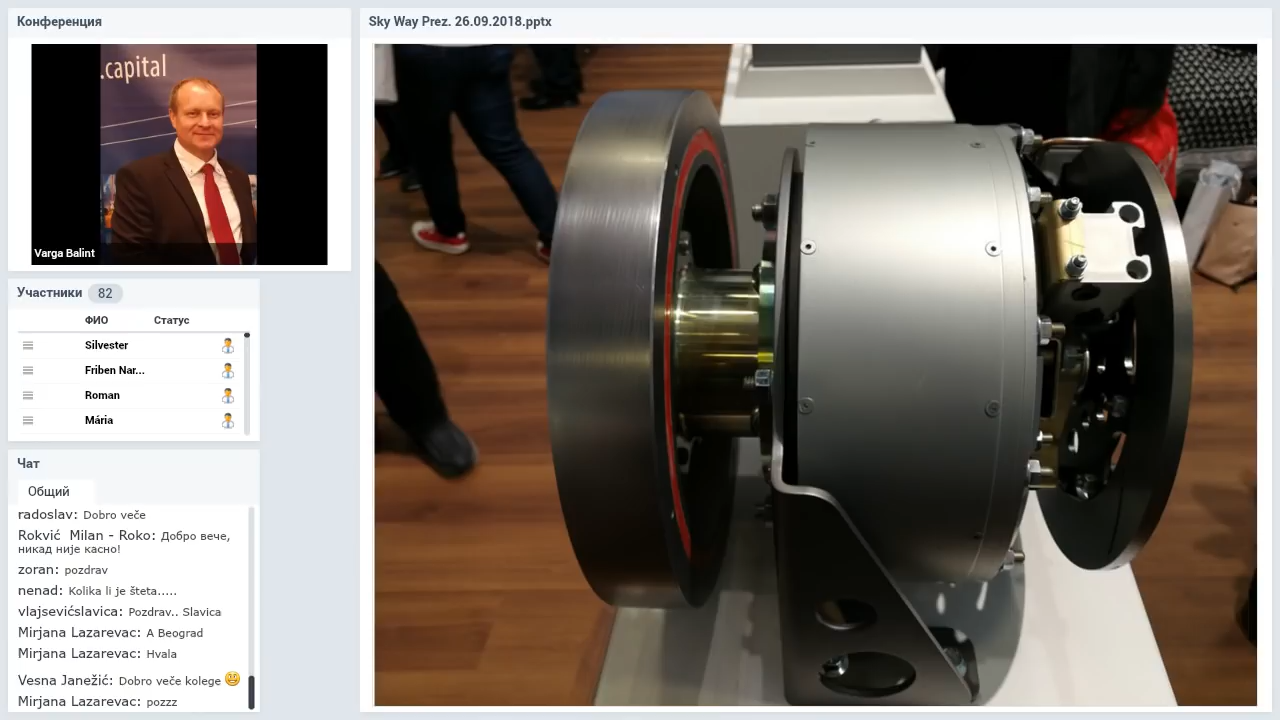 Конференция
.capital
Varga Balint
Участники 82
ФИО Статус
Silvester
Friben Nar...
Roman
Mária
Чат
Общий
radoslav: Dobro veče
Rokvić Milan - Roko: Добро вече,
никад није касно!
zoran: pozdrav
nenad: Kolika li je šteta.....
vlajsevićslavica: Pozdrav.. Slavica
Mirjana Lazarevac: A Beograd
Mirjana Lazarevac: Hvala
Vesna Janežić: Dobro veče kolege
Mirjana Lazarevac: pozzz
Sky Way Prez. 26.09.2018.pptx